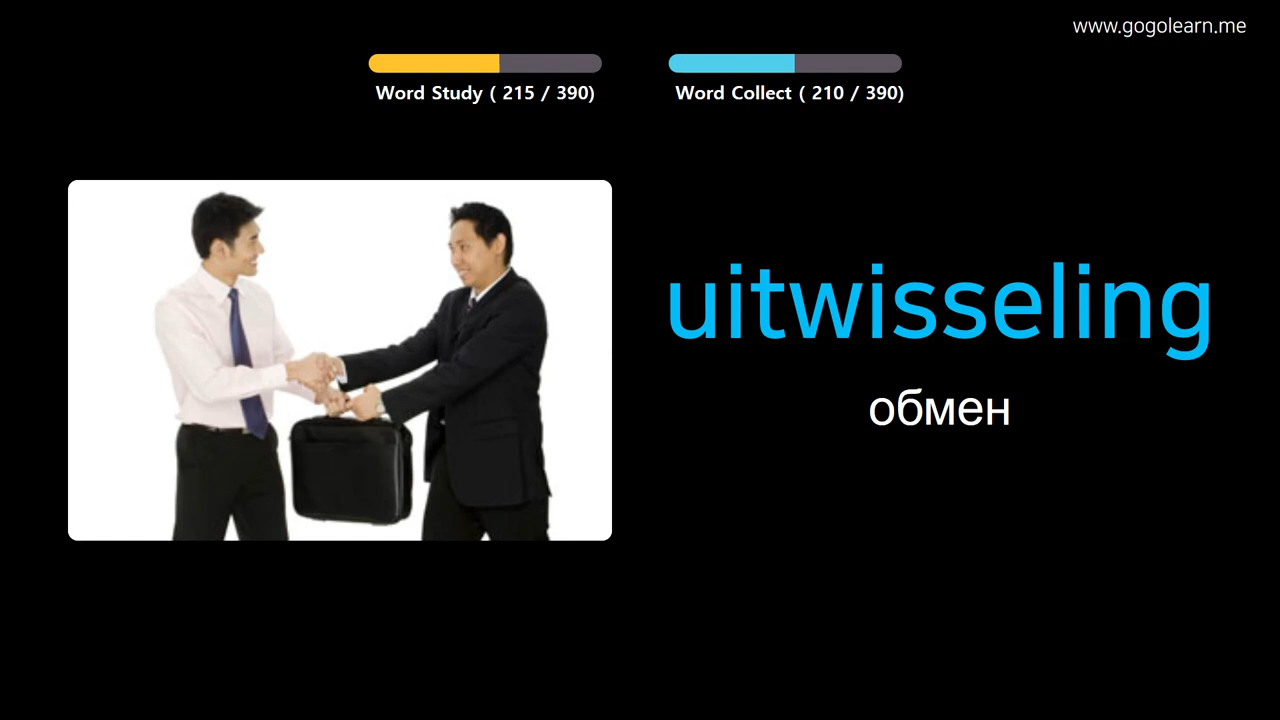 www.gogolearn.me
Word Study ( 215 / 390)
Word Collect ( 210 / 390)
uitwisseling
обмен